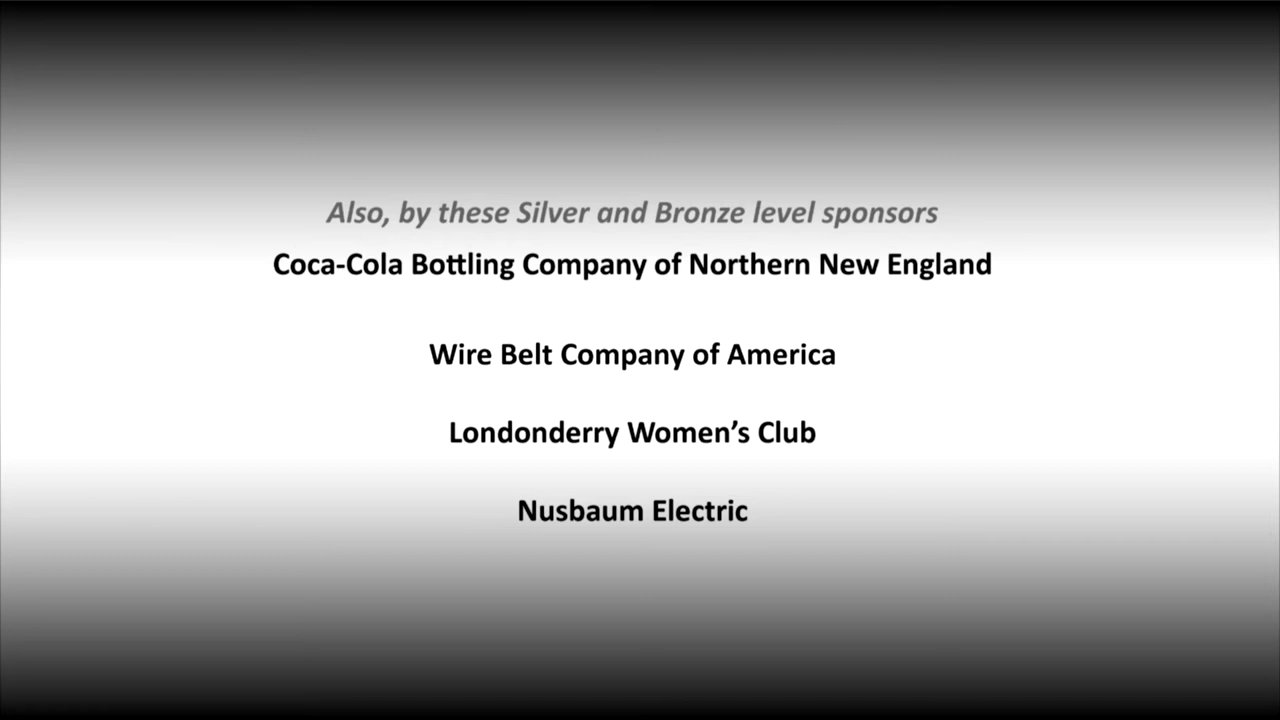 Also, by these Silver and Bronze level sponsors
Coca-Cola Bottling Company of Northern New England
Wire Belt Company of America
Londonderry Women’s Club
Nusbaum Electric